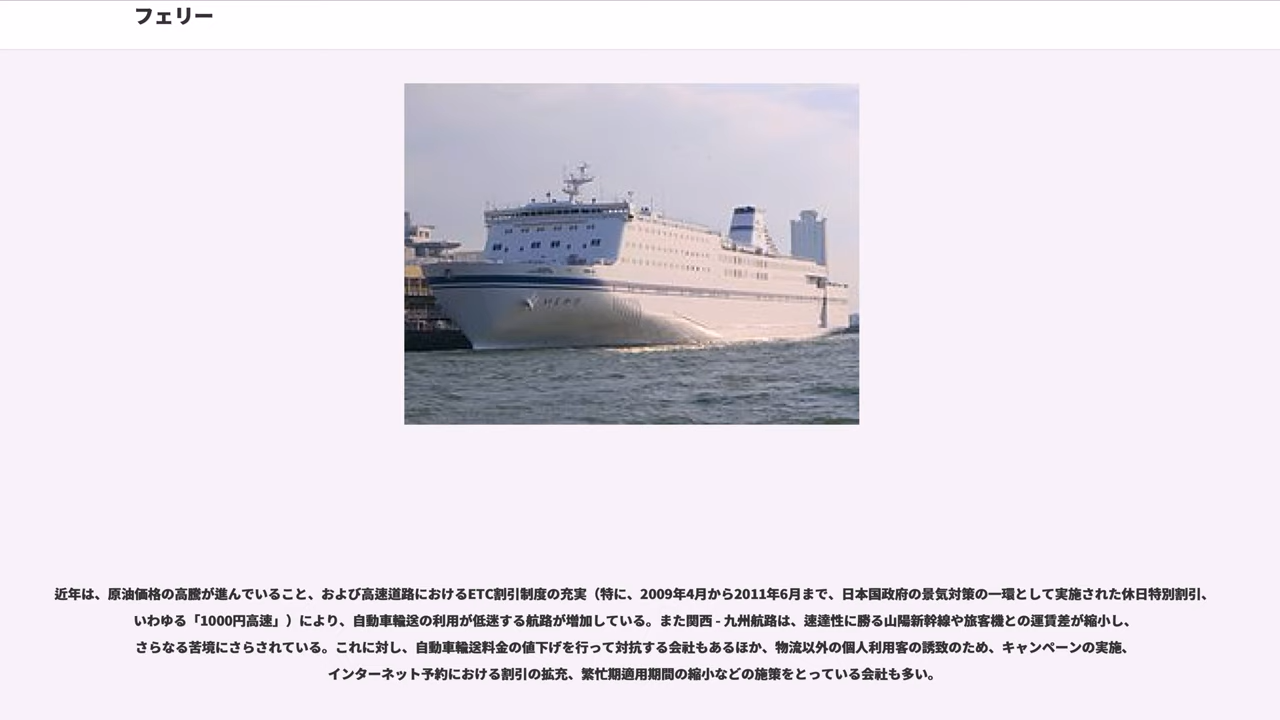 フェリー
近年は、原油価格の高騰が進んでいること、および高速道路におけるETC割引制度の充実（特に、2009年4月から2011年6月まで、日本国政府の景気対策の一環として実施された休日特別割引、
いわゆる「1000円高速」）により、自動車輪送の利用が低迷する航路が増加している。また関西 - 九州航路は、速達性に勝る山陽新幹線や旅客機との運賃差が縮小し、
さらなる苦境にさらされている。これに対し、自動車輪送料金の値下げを行って対抗する会社もあるほか、物流以外の個人利用客の誘致のため、キャンペーンの実施、
インターネット予約における割引の拡充、繁忙期適用期間の縮小などの施策をとっている会社も多い。